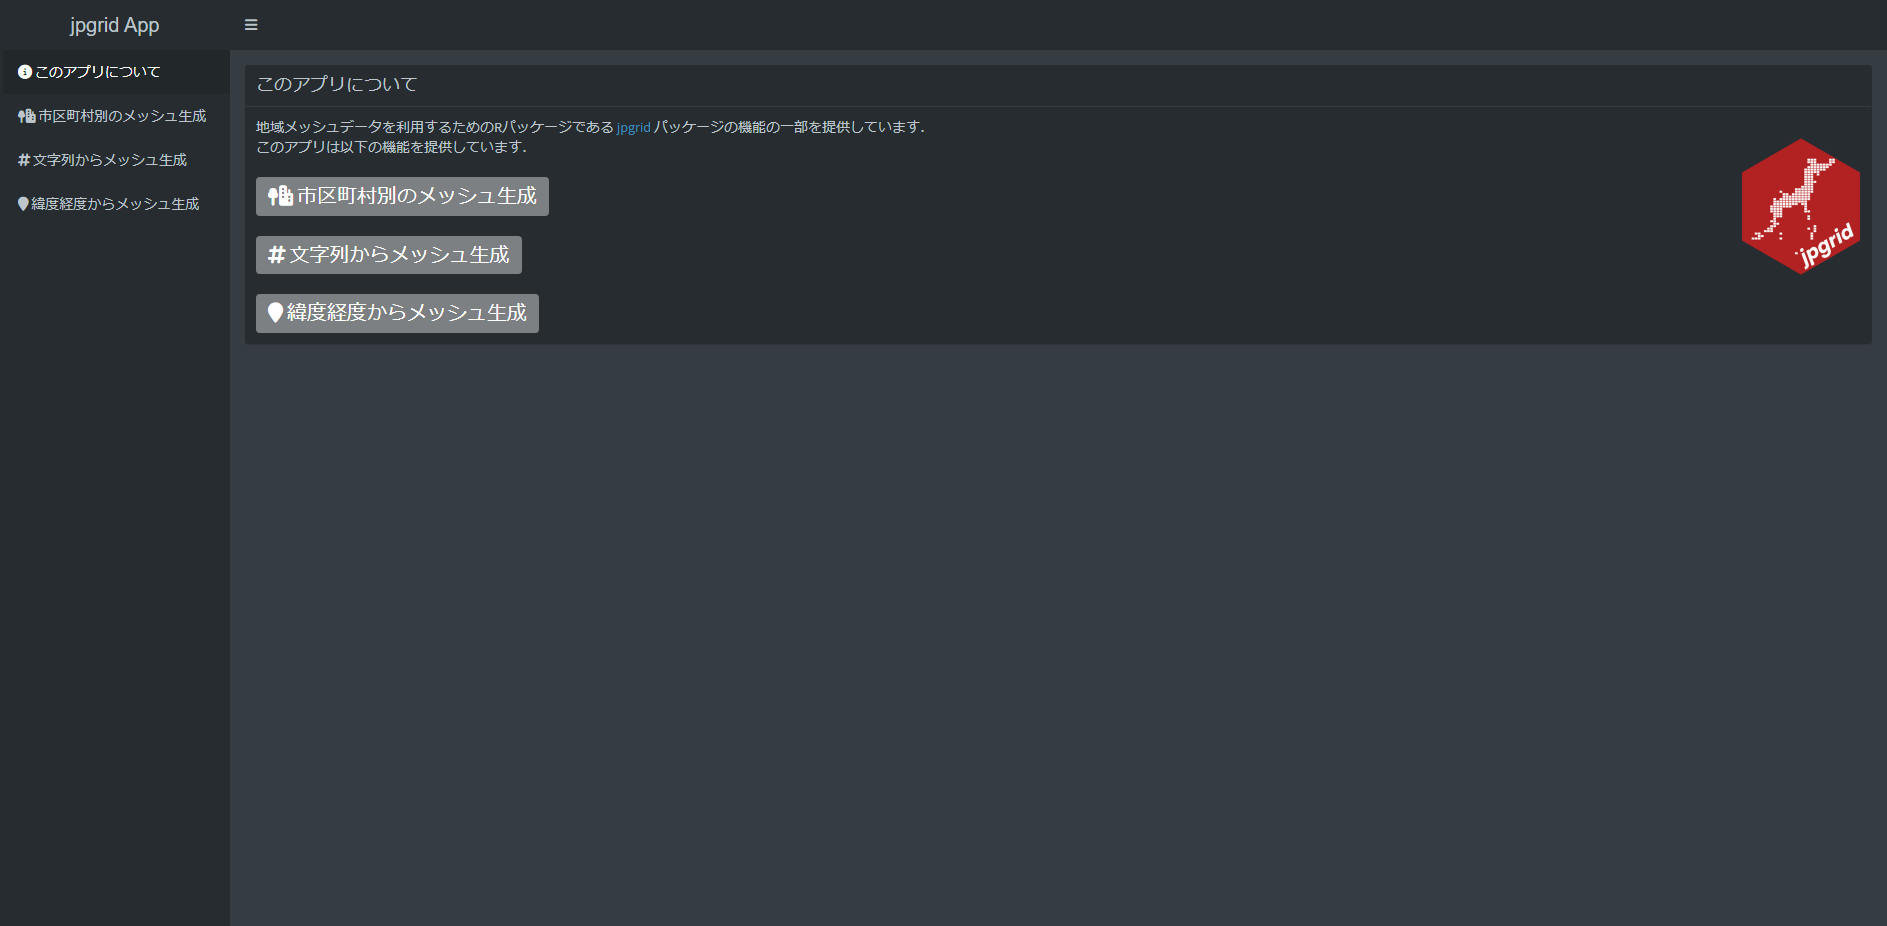 jpgrid App
このアプリについて
市区町村別のメッシュ生成
文字列からメッシュ生成
緯度経度からメッシュ生成
このアプリについて
地域メッシュデータを利用するためのRパッケージである jpgrid パッケージの機能の一部を提供しています.
このアプリは以下の機能を提供しています.
市区町村別のメッシュ生成
文字列からメッシュ生成
緯度経度からメッシュ生成
jpgrid